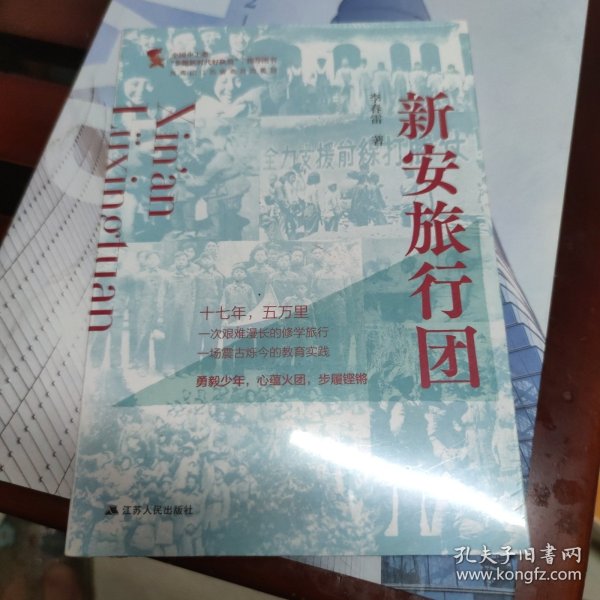 新安旅行团
李春雷 著
Xin'an
Lüxingtuan
全力支援前線打
十七年，五万里
一次艰难漫长的修学旅行
一场震古烁今的教育实践
勇毅少年，心蕴火团，步履铿锵
江苏人民出版社
孔夫子旧书网
www.kongfz.com